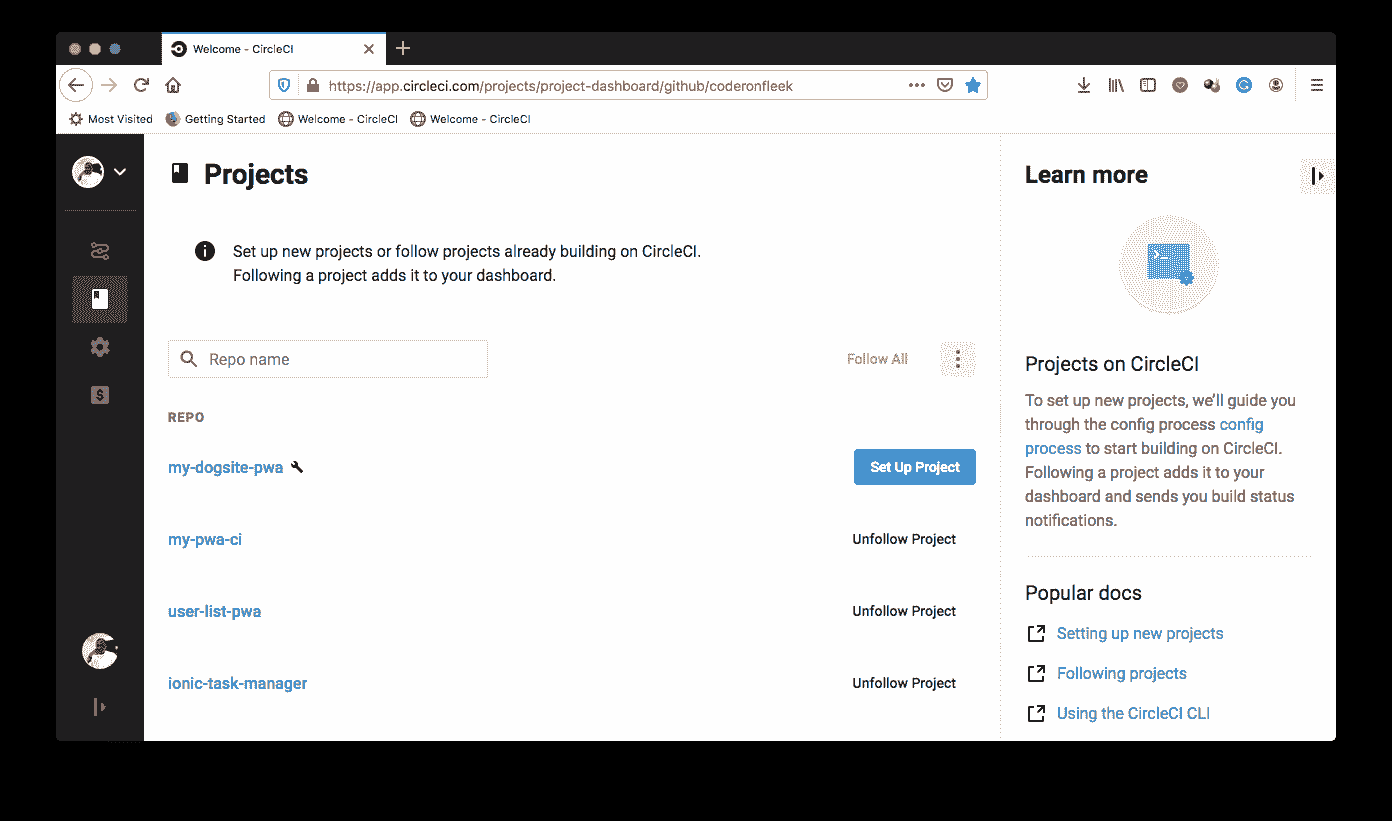 Welcome - CircleCI
https://app.circleci.com/projects/project-dashboard/github/coderonfleek
Most Visited Getting Started Welcome - CircleCI Welcome - CircleCI
Projects
Set up new projects or follow projects already building on CircleCI.
Following a project adds it to your dashboard.
Repo name
Follow All
REPO
my-dogsite-pwa Set Up Project
my-pwa-ci Unfollow Project
user-list-pwa Unfollow Project
ionic-task-manager Unfollow Project
Learn more
Projects on CircleCI
To set up new projects, we'll guide you
through the config process config
process to start building on CircleCI.
Following a project adds it to your
dashboard and sends you build status
notifications.
Popular docs
Setting up new projects
Following projects
Using the CircleCI CLI